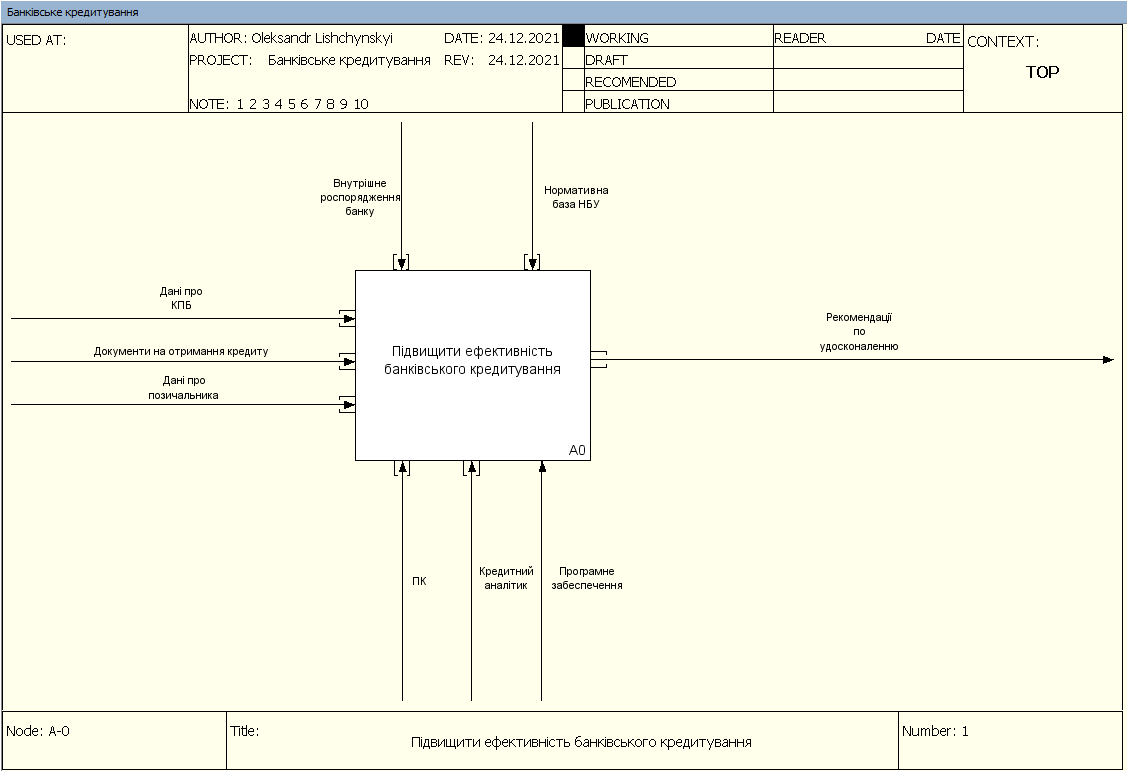 Банківське кредитування
USED AT:
AUTHOR: Oleksandr Lishchynskyi
DATE: 24.12.2021
PROJECT: Банківське кредитування
REV: 24.12.2021
NOTE: 1 2 3 4 5 6 7 8 9 10
WORKING
DRAFT
RECOMENDED
PUBLICATION
READER
DATE
CONTEXT:
TOP
Внутрішне
роспорядження
банку
Нормативна
база НБУ
Дані про
КПБ
Документи на отримання кредиту
Дані про
позичальника
Підвищити ефективність
банківського кредитування
A0
Рекомендації
по
удосконаленню
ПК
Кредитний
аналітик
Програмне
забеспечення
Node: A-0
Title:
Підвищити ефективність банківського кредитування
Number: 1